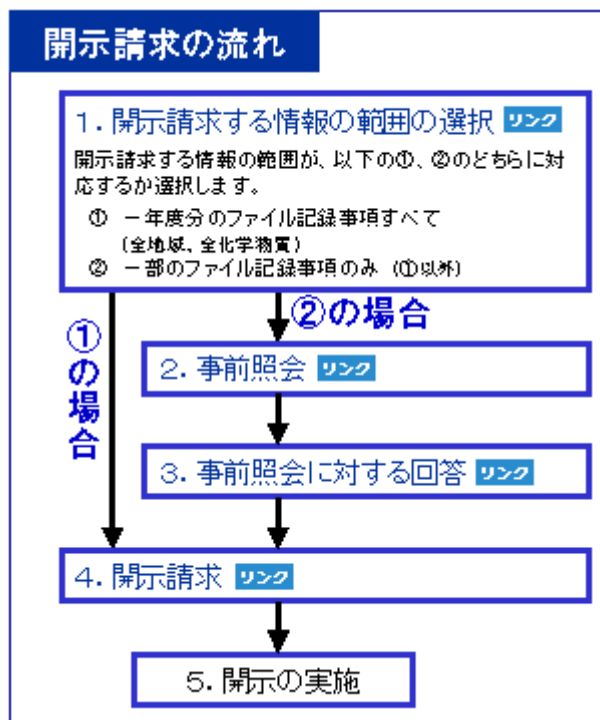 開示請求の流れ
1．開示請求する情報の範囲の選択 リンク
開示請求する情報の範囲が、以下の①、②のどちらに対
応するか選択します。
① 一年度分のファイル記録事項すべて
（全地域、全化学物質）
② 一部のファイル記録事項のみ （①以外）
①の場合
②の場合
2．事前照会 リンク
3．事前照会に対する回答 リンク
4．開示請求 リンク
5．開示の実施